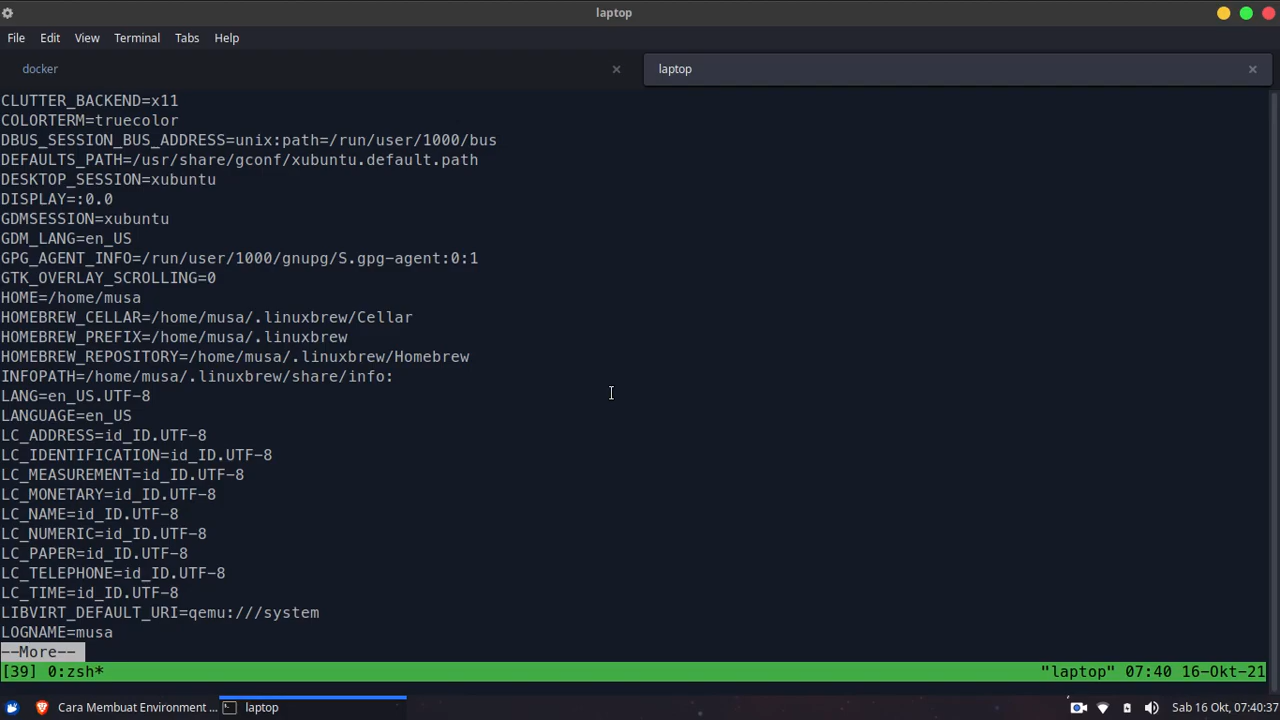 laptop
File Edit View Terminal Tabs Help
docker × laptop ×
CLUTTER_BACKEND=x11
COLORTERM=truecolor
DBUS_SESSION_BUS_ADDRESS=unix:path=/run/user/1000/bus
DEFAULTS_PATH=/usr/share/gconf/xubuntu.default.path
DESKTOP_SESSION=xubuntu
DISPLAY=:0.0
GDMSESSION=xubuntu
GDM_LANG=en_US
GPG_AGENT_INFO=/run/user/1000/gnupg/S.gpg-agent:0:1
GTK_OVERLAY_SCROLLING=0
HOME=/home/musa
HOMEBREW_CELLAR=/home/musa/.linuxbrew/Cellar
HOMEBREW_PREFIX=/home/musa/.linuxbrew
HOMEBREW_REPOSITORY=/home/musa/.linuxbrew/Homebrew
INFOPATH=/home/musa/.linuxbrew/share/info:
LANG=en_US.UTF-8
LANGUAGE=en_US
LC_ADDRESS=id_ID.UTF-8
LC_IDENTIFICATION=id_ID.UTF-8
LC_MEASUREMENT=id_ID.UTF-8
LC_MONETARY=id_ID.UTF-8
LC_NAME=id_ID.UTF-8
LC_NUMERIC=id_ID.UTF-8
LC_PAPER=id_ID.UTF-8
LC_TELEPHONE=id_ID.UTF-8
LC_TIME=id_ID.UTF-8
LIBVIRT_DEFAULT_URI=qemu:///system
LOGNAME=musa
--More--
[39] 0:zsh* "laptop" 07:40 16-Okt-21
Cara Membuat Environment ... laptop Sab 16 Okt, 07:40:37